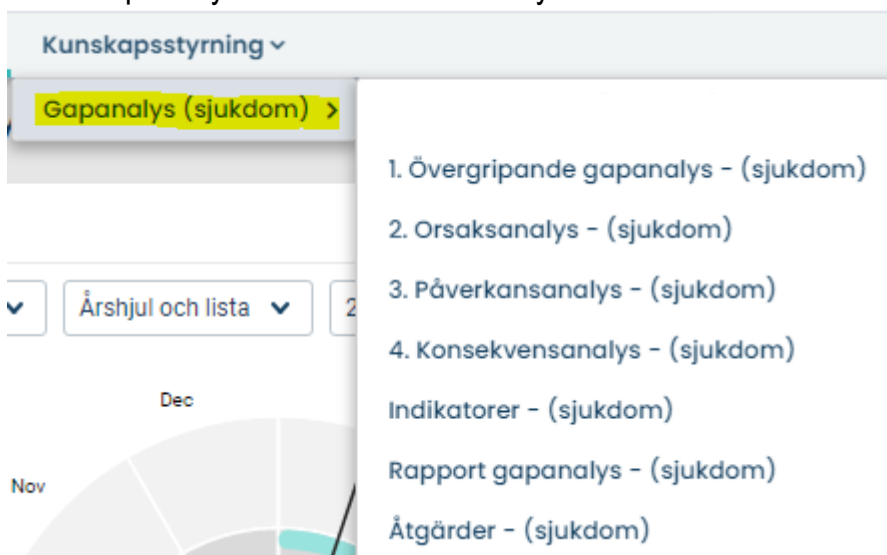 Kunskapsstyrning
Gapanalys (sjukdom) >
1. Övergripande gapanalys - (sjukdom)
2. Orsaksanalys - (sjukdom)
3. Påverkansanalys - (sjukdom)
4. Konsekvensanalys - (sjukdom)
Indikatorer - (sjukdom)
Rapport gapanalys - (sjukdom)
Åtgärder - (sjukdom)
Årshjul och lista
2
Dec
Nov